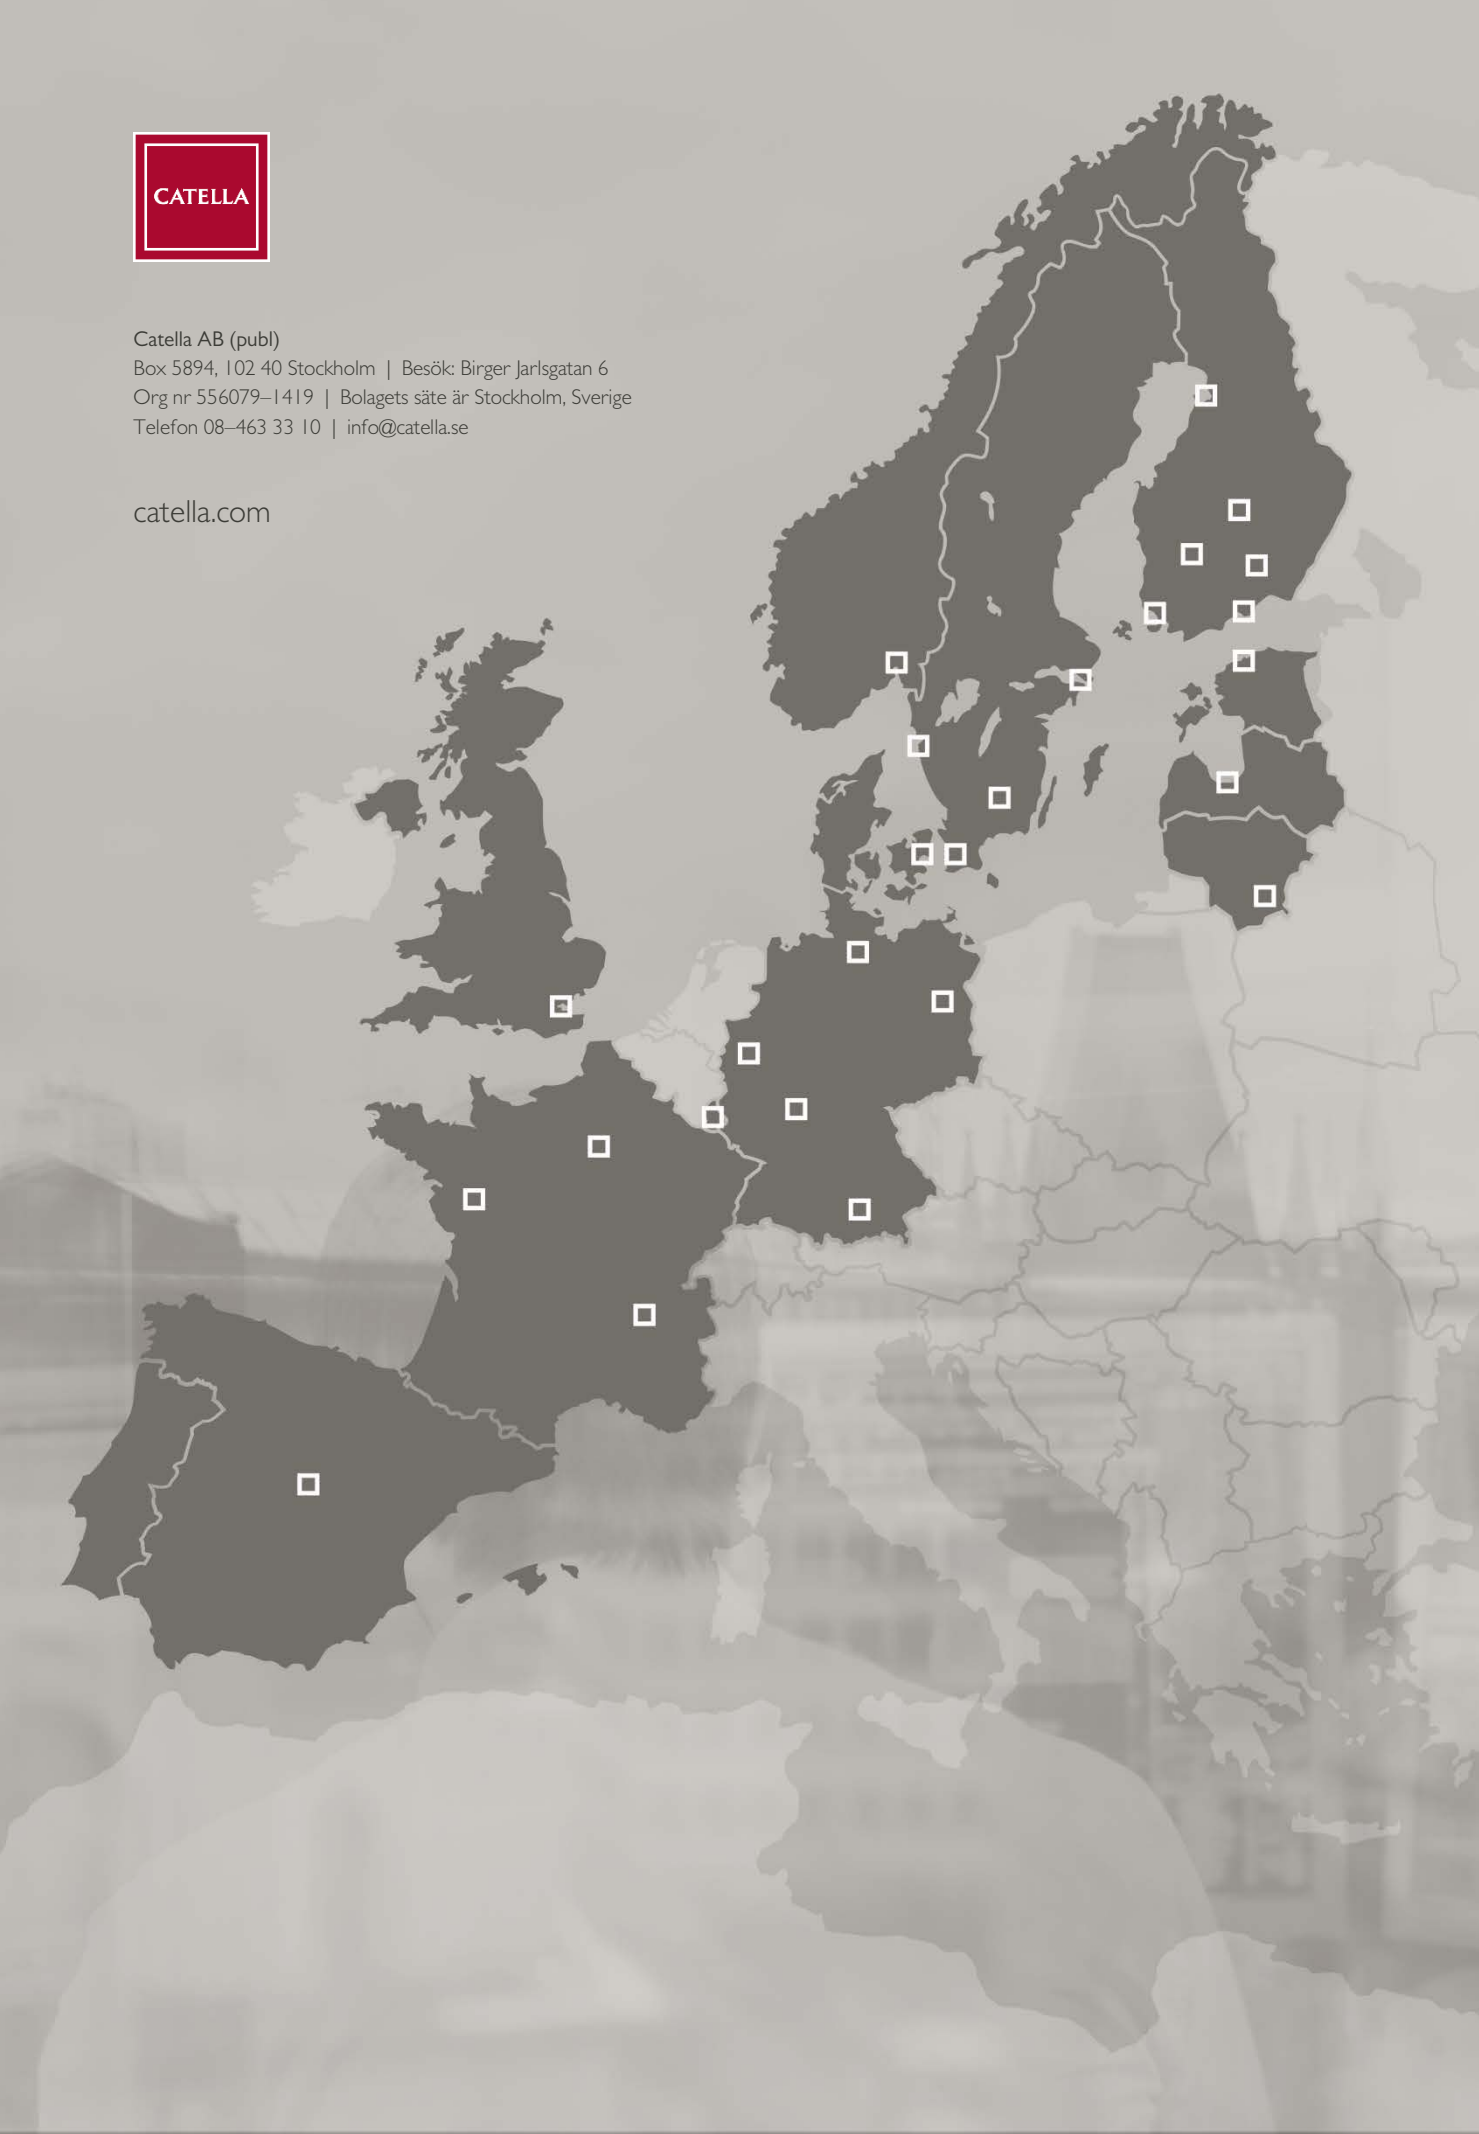 CATELLA
Catella AB (publ)
Box 5894, 102 40 Stockholm | Besök: Birger Jarlsgatan 6
Org nr 556079–1419 | Bolagets säte är Stockholm, Sverige
Telefon 08–463 33 10 | info@catella.se
catella.com